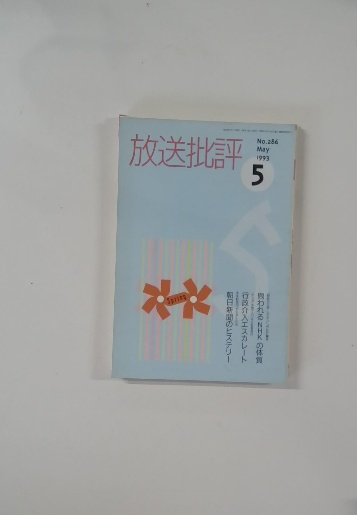 放送批評
No.286
May
1993
5
Spring
問われるNHKの体質
行政介入エスカレート
朝日新聞のヒステリー